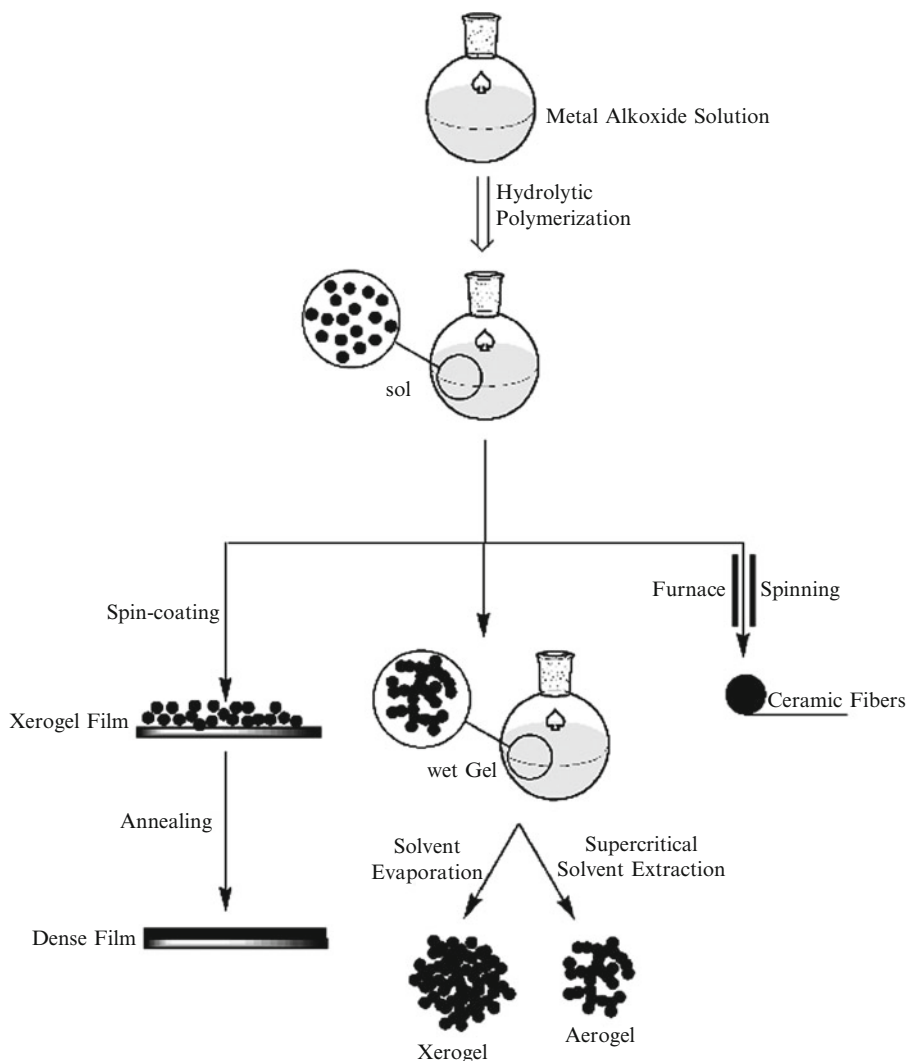 Metal Alkoxide Solution
Hydrolytic
Polymerization
sol
Spin-coating
Furnace
Spinning
Xerogel Film
wet Gel
Ceramic Fibers
Annealing
Solvent
Evaporation
Supercritical
Solvent Extraction
Dense Film
Xerogel
Aerogel